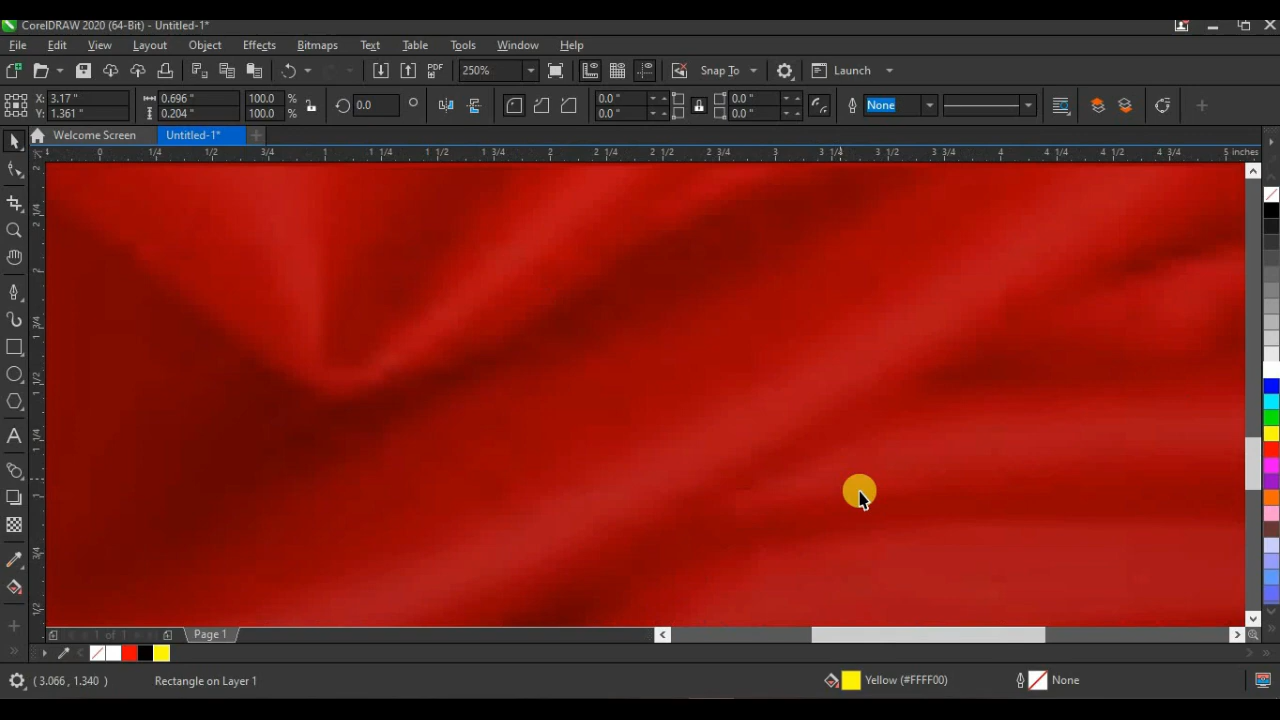 CorelDRAW 2020 (64-Bit) - Untitled-1*
File Edit View Layout Object Effects Bitmaps Text Table Tools Window Help
PDF 250% Snap To Launch
X: 3.17 " 0.696 " 100.0 % 0.0 ° 0.0 " 0.0 " None
Y: 1.361 " 0.204 " 100.0 % 0.0 " 0.0 "
Welcome Screen Untitled-1*
0 1/4 1/2 3/4 1 1 1/4 1 1/2 1 3/4 2 2 1/4 2 1/2 2 3/4 3 3 1/4 3 1/2 3 3/4 4 4 1/4 4 1/2 4 3/4 5 inches
1 of 1 Page 1
( 3.066 , 1.340 ) Rectangle on Layer 1 Yellow (#FFFF00) None